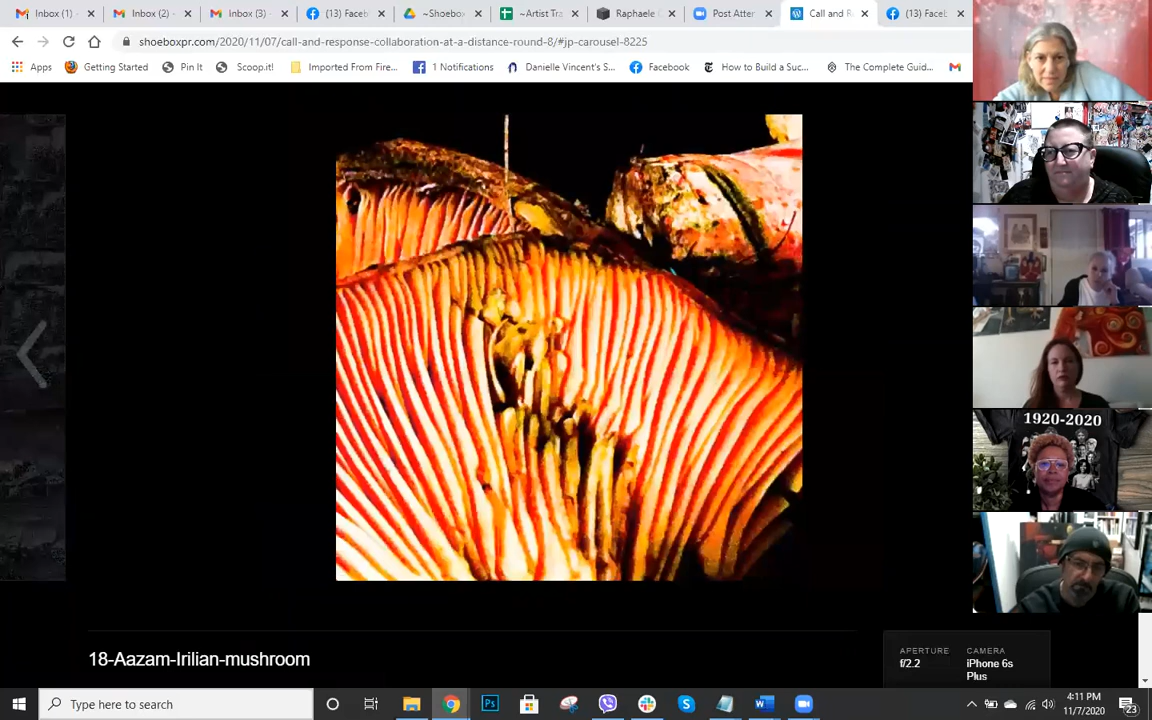 Inbox (1) -
Inbox (2) -
Inbox (3) -
(13) Faceb
~Shoebox
~Artist Tra
Raphaele
Post Atter
Call and R
(13) Faceb
shoeboxpr.com/2020/11/07/call-and-response-collaboration-at-a-distance-round-8/#jp-carousel-8225
Apps
Getting Started
Pin It
Scoop.it!
Imported From Fire...
1 Notifications
Danielle Vincent's S...
Facebook
How to Build a Suc...
The Complete Guid...
1920-2020
18-Aazam-Irilian-mushroom
APERTURE
f/2.2
CAMERA
iPhone 6s
Plus
Type here to search
4:11 PM
11/7/2020
23